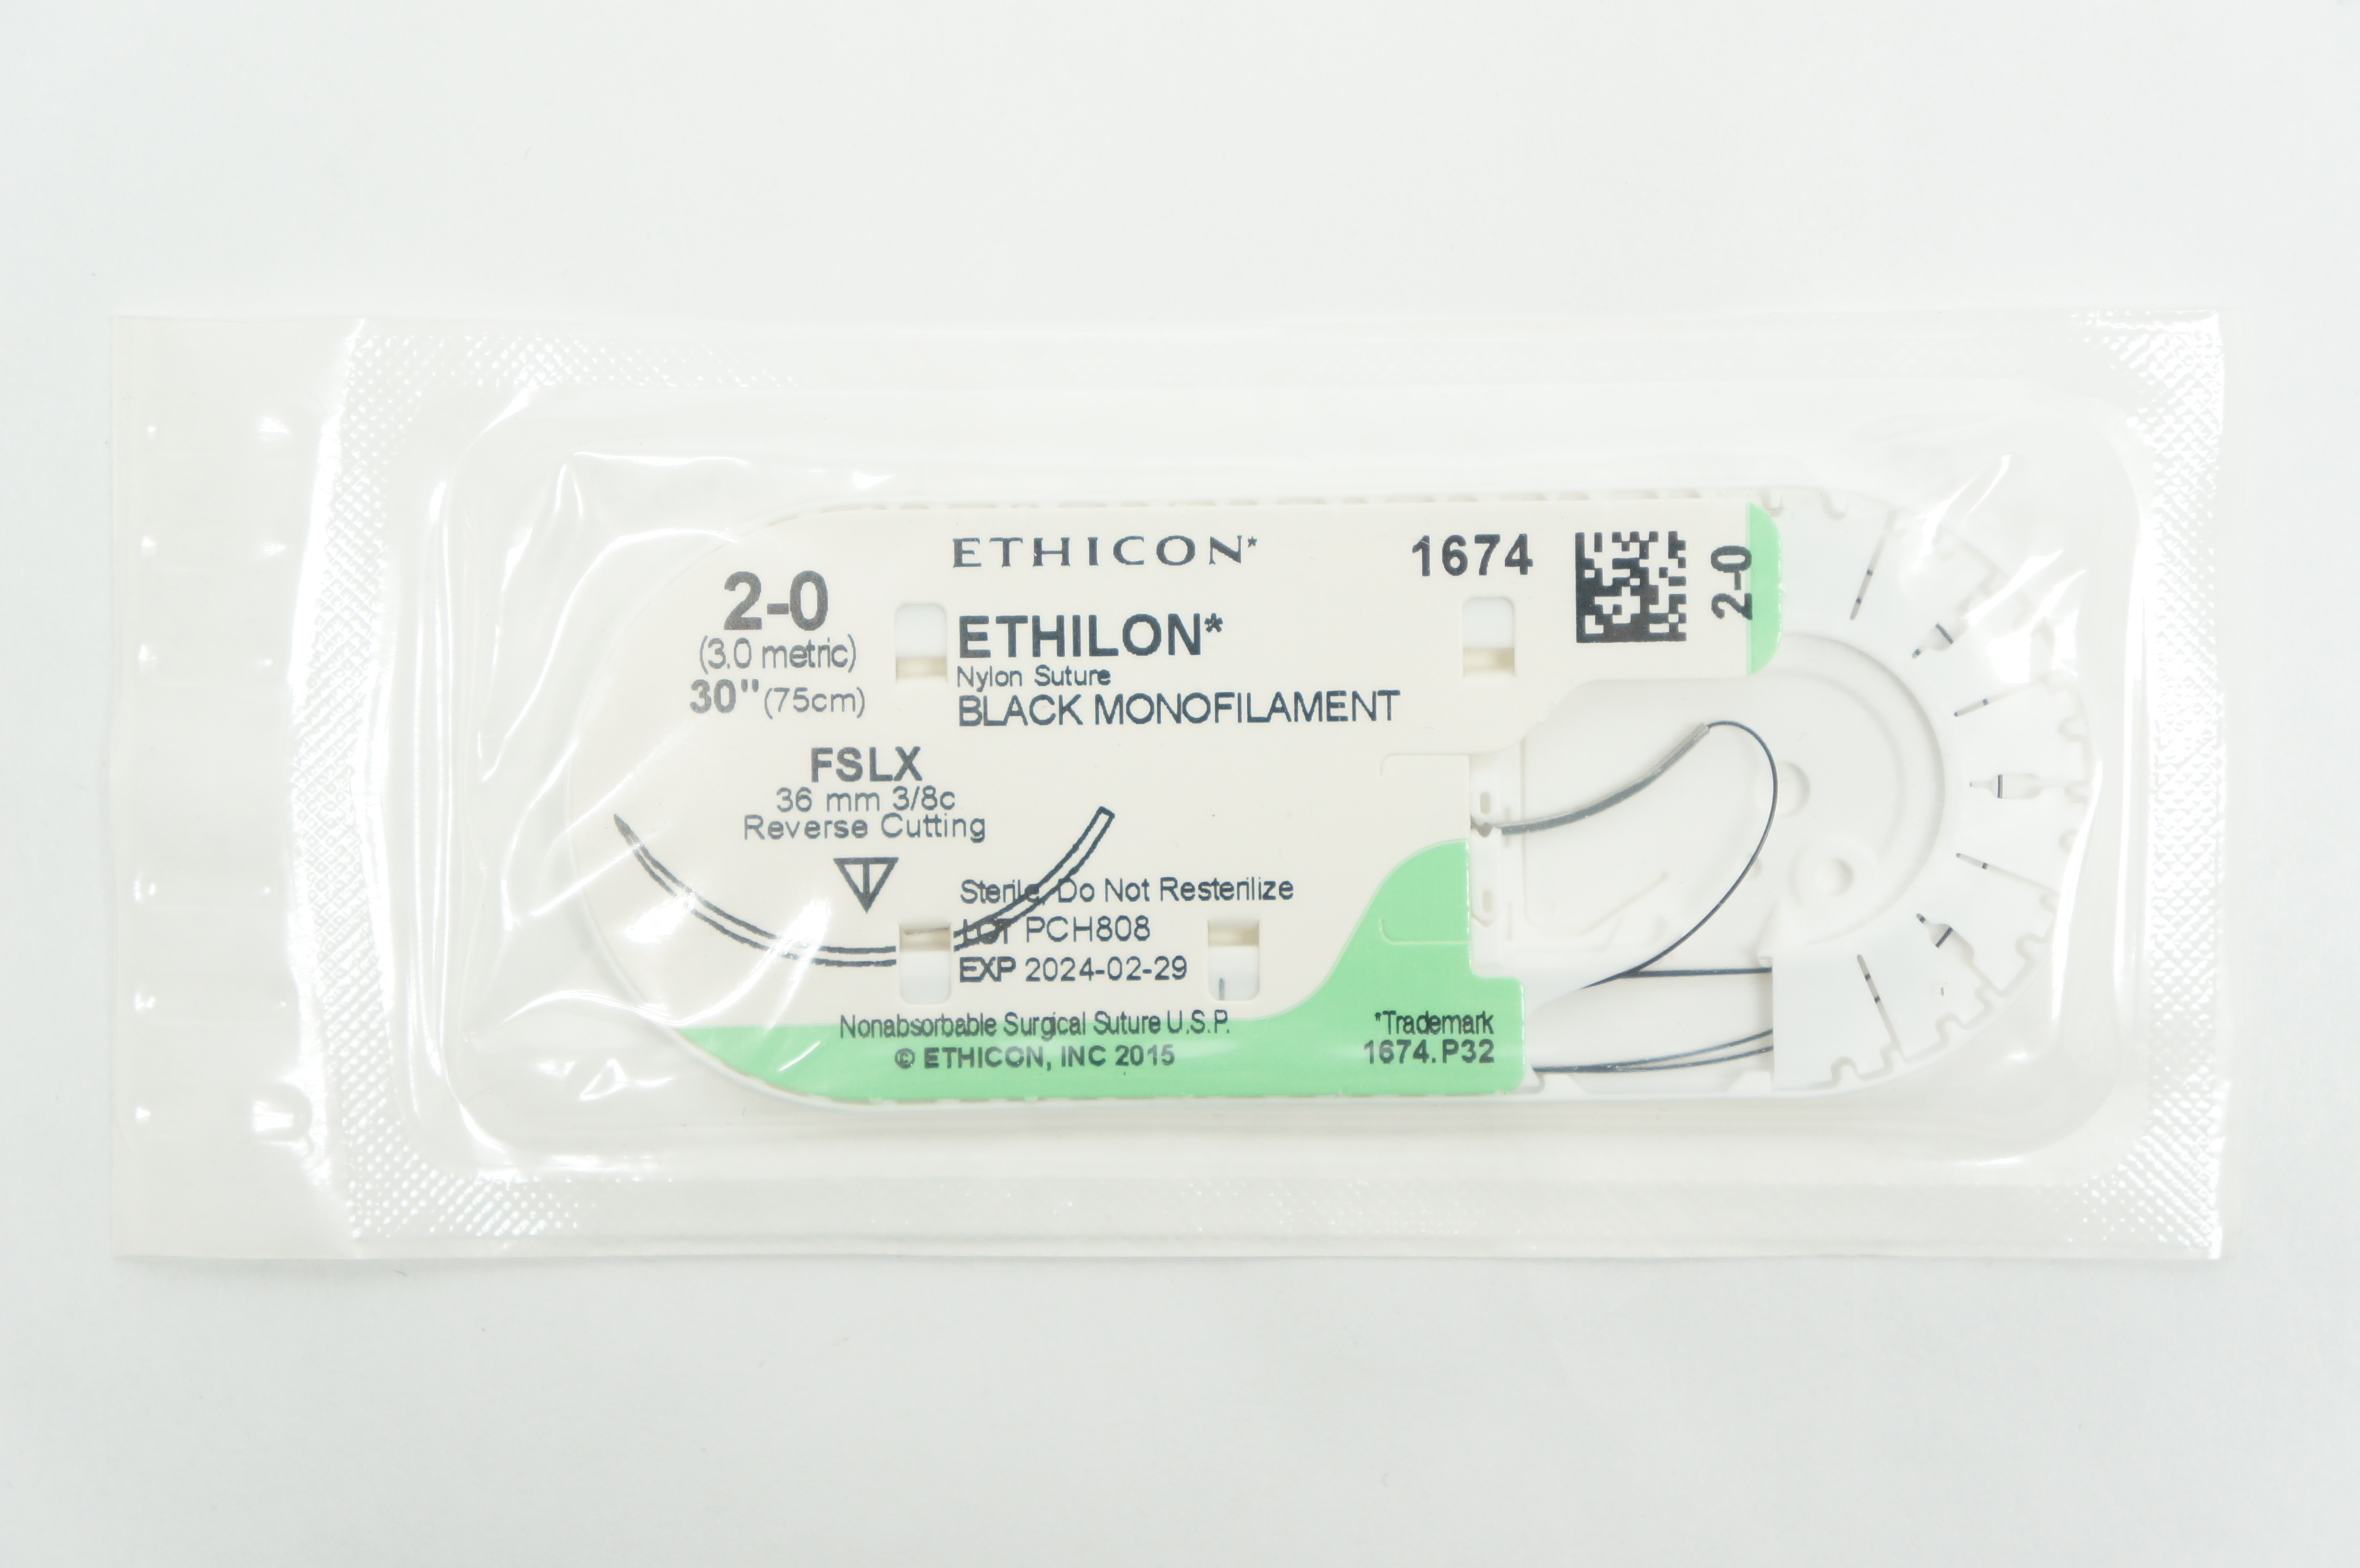 ETHICON*
1674
2-0
2-0
(3.0 metric)
30" (75cm)
ETHILON*
Nylon Suture
BLACK MONOFILAMENT
FSLX
36 mm 3/8c
Reverse Cutting
Sterile, Do Not Resterilize
LOT PCH808
EXP 2024-02-29
Nonabsorbable Surgical Suture U.S.P.
© ETHICON, INC 2015
*Trademark
1674.P32